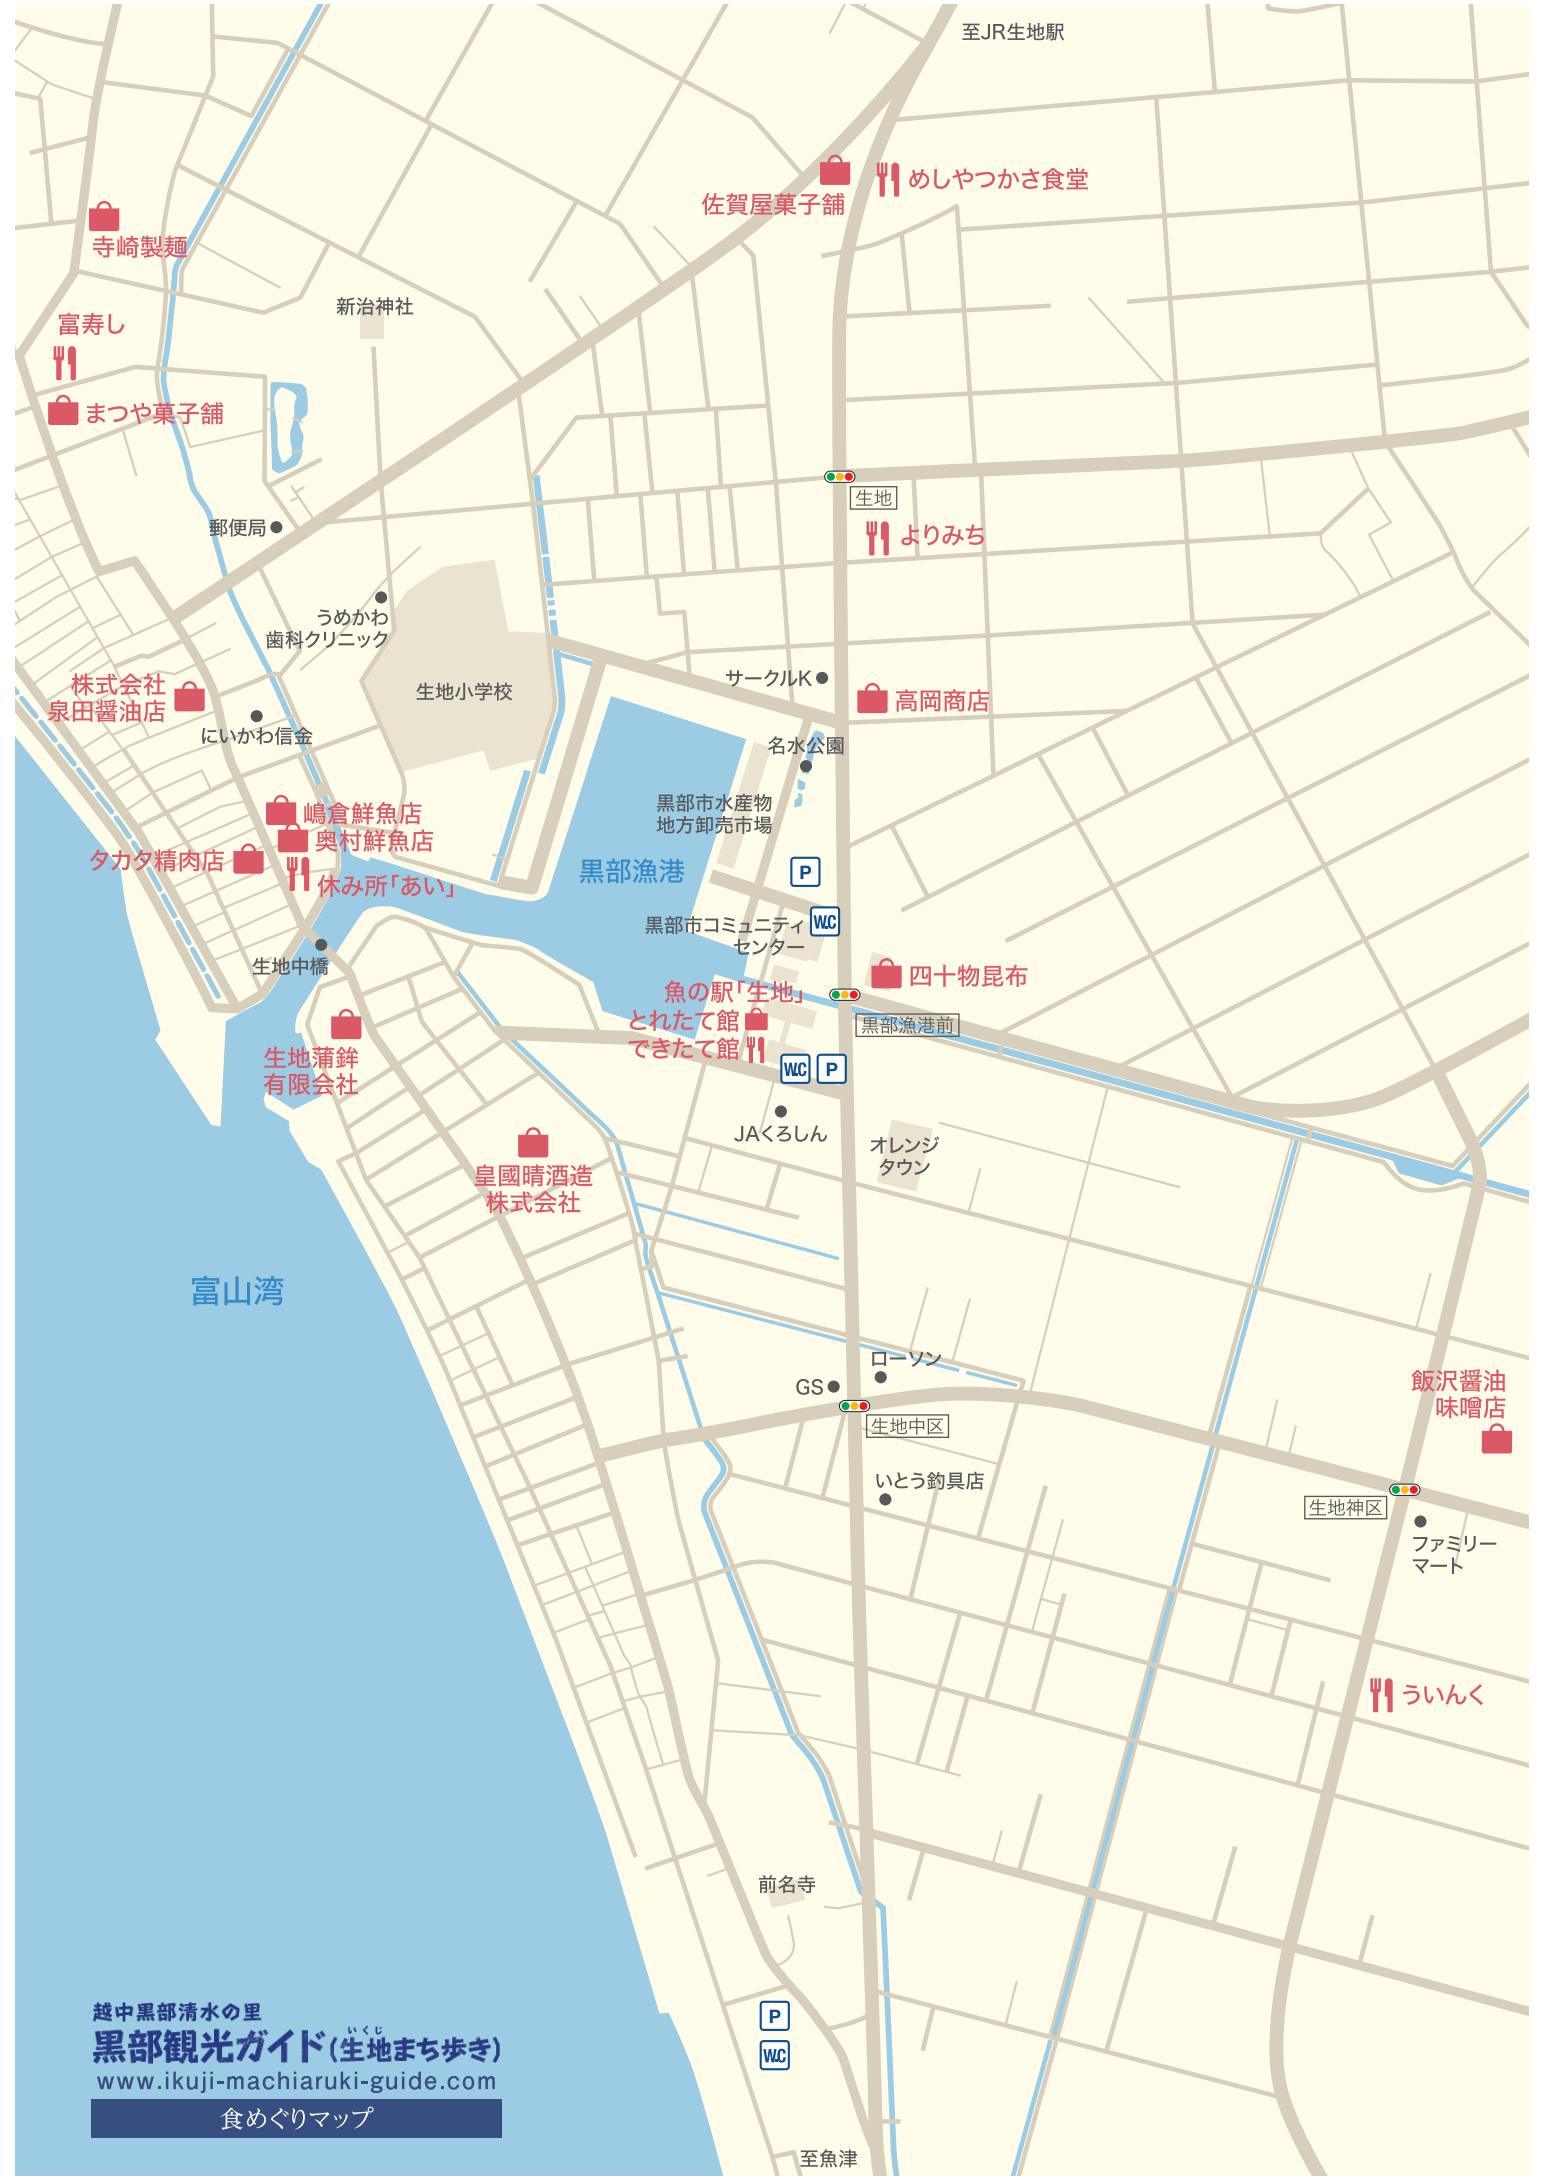 至JR生地駅
佐賀屋菓子舗
めしやつかさ食堂
寺崎製麺
新治神社
富寿し
まつや菓子舗
生地
郵便局
よりみち
うめかわ
歯科クリニック
生地小学校
サークルK
高岡商店
株式会社
泉田醤油店
にいかわ信金
名水公園
黒部市水産物
地方卸売市場
嶋倉鮮魚店
奥村鮮魚店
タカタ精肉店
休み所「あい」
黒部漁港
P
黒部市コミュニティ
センター
WC
生地中橋
四十物昆布
魚の駅「生地」
とれたて館
できたて館
黒部漁港前
生地蒲鉾
有限会社
WC
P
JAくろしん
オレンジ
タウン
皇國晴酒造
株式会社
富山湾
ローソン
GS
生地中区
飯沢醤油
味噌店
いとう釣具店
生地神区
ファミリー
マート
ういんく
前名寺
P
WC
越中黒部清水の里
いくじ
黒部観光ガイド(生地まち歩き)
www.ikuji-machiaruki-guide.com
食めぐりマップ
至魚津